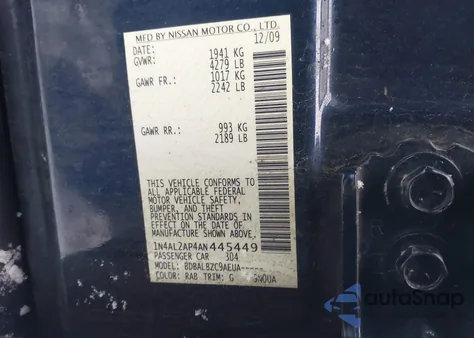 MFD BY NISSAN MOTOR CO., LTD.
DATE: 12/09
GVWR: 1941 KG
4279 LB
GAWR FR.: 1017 KG
2242 LB
GAWR RR.: 993 KG
2189 LB
THIS VEHICLE CONFORMS TO
ALL APPLICABLE FEDERAL
MOTOR VEHICLE SAFETY,
BUMPER, AND THEFT
PREVENTION STANDARDS
IN EFFECT ON THE DATE
OF MANUFACTURE SHOWN ABOVE.
1N4AL2AP4AN445449
PASSENGER CAR 304
MODEL: BDBALBZC9AEUA-----
COLOR: RAB TRIM: G
autoSnap